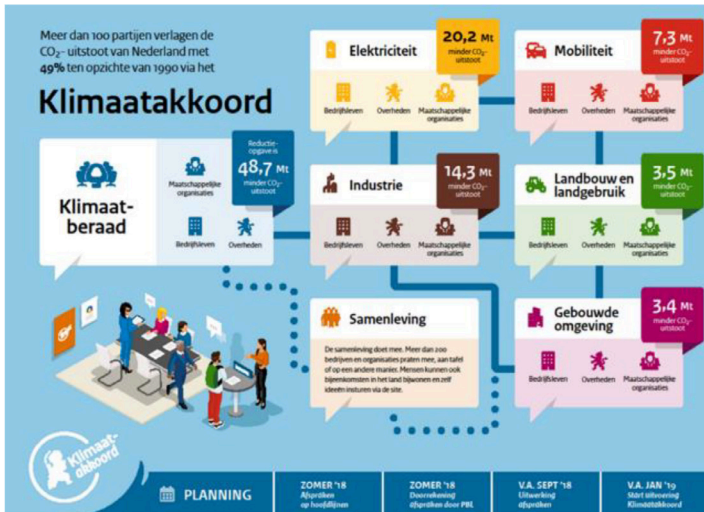 Meer dan 100 partijen verlagen de
CO₂- uitstoot van Nederland met
49% ten opzichte van 1990 via het
Klimaatakkoord
Klimaat-
beraad
Maatschappelijke
organisaties
Bedrijfsleven
Overheden
Reductie-
opgave is
48,7 Mt
minder CO₂-
uitstoot
Elektriciteit
20,2 Mt
minder CO₂-
uitstoot
Bedrijfsleven
Overheden
Maatschappelijke
organisaties
Mobiliteit
7,3 Mt
minder CO₂-
uitstoot
Bedrijfsleven
Overheden
Maatschappelijke
organisaties
Industrie
14,3 Mt
minder CO₂-
uitstoot
Bedrijfsleven
Overheden
Maatschappelijke
organisaties
Landbouw en
landgebruik
3,5 Mt
minder CO₂-
uitstoot
Bedrijfsleven
Overheden
Maatschappelijke
organisaties
Samenleving
De samenleving doet mee. Meer dan 200
bedrijven en organisaties praten mee, aan tafel
of op een andere manier. Mensen kunnen ook
bijeenkomsten in het land bijwonen en zelf
ideeën insturen via de site.
Gebouwde
omgeving
3,4 Mt
minder CO₂-
uitstoot
Bedrijfsleven
Overheden
Maatschappelijke
organisaties
Klimaat-
akkoord
PLANNING
ZOMER '18
Afspraken
op hoofdlijnen
ZOMER '18
Doorrekening
afspraken door PBL
V.A. SEPT '18
Uitwerking
afspraken
V.A. JAN '19
Start uitvoering
Klimaatakkoord